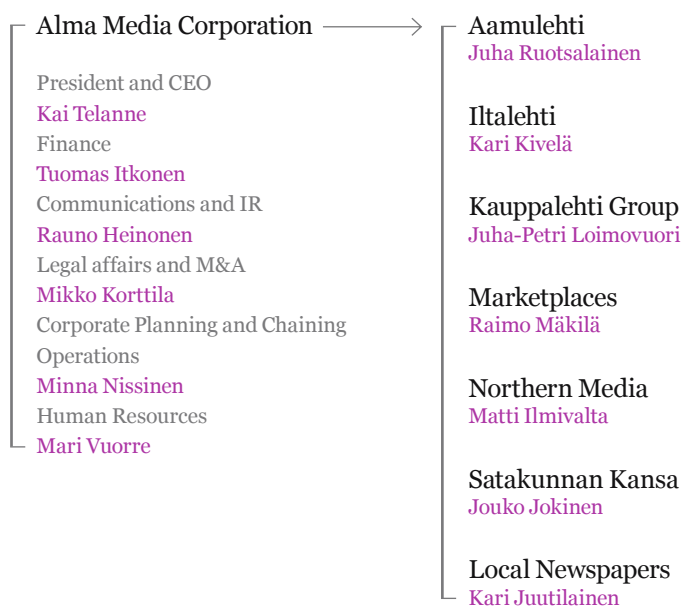 Alma Media Corporation
President and CEO
Kai Telanne
Finance
Tuomas Itkonen
Communications and IR
Rauno Heinonen
Legal affairs and M&A
Mikko Korttila
Corporate Planning and Chaining
Operations
Minna Nissinen
Human Resources
Mari Vuorre
Aamulehti
Juha Ruotsalainen
Iltalehti
Kari Kivelä
Kauppalehti Group
Juha-Petri Loimovuori
Marketplaces
Raimo Mäkilä
Northern Media
Matti Ilmivalta
Satakunnan Kansa
Jouko Jokinen
Local Newspapers
Kari Juutilainen